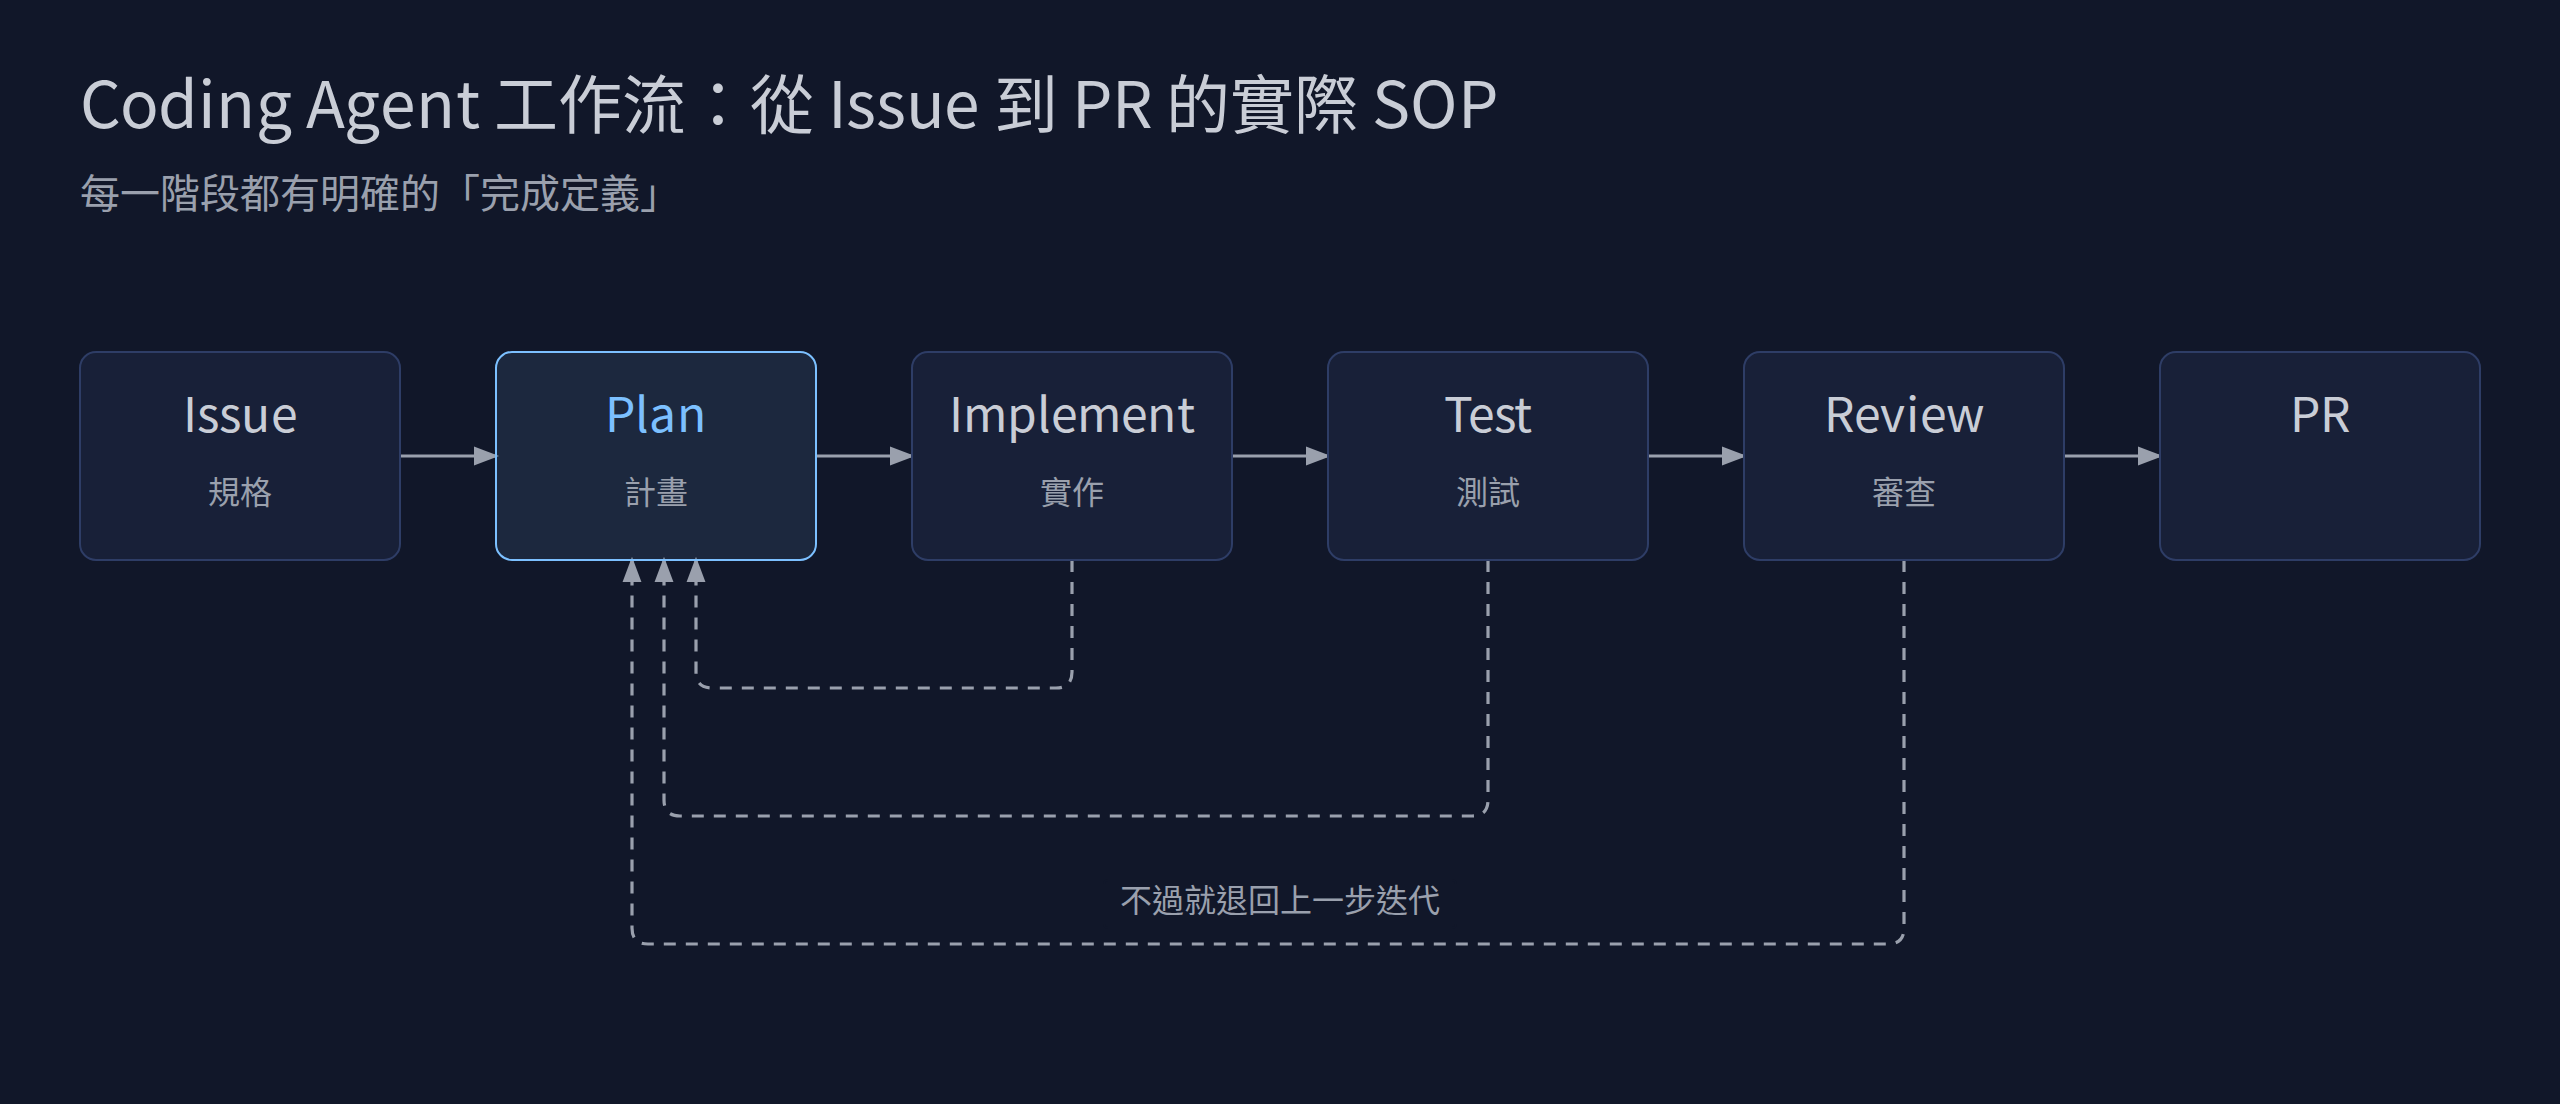 Coding Agent 工作流：從 Issue 到 PR 的實際 SOP
每一階段都有明確的「完成定義」
Issue
規格
Plan
計畫
Implement
實作
Test
測試
Review
審查
PR
不過就退回上一步迭代